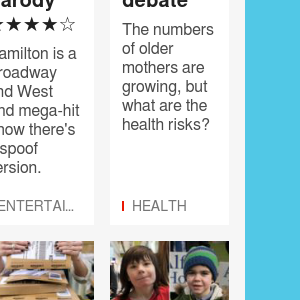 ★★★★☆
amilton is a
roadway
nd West
nd mega-hit
how there's
spoof
ersion.
ENTERTAI...
debate
The numbers
of older
mothers are
growing, but
what are the
health risks?
HEALTH